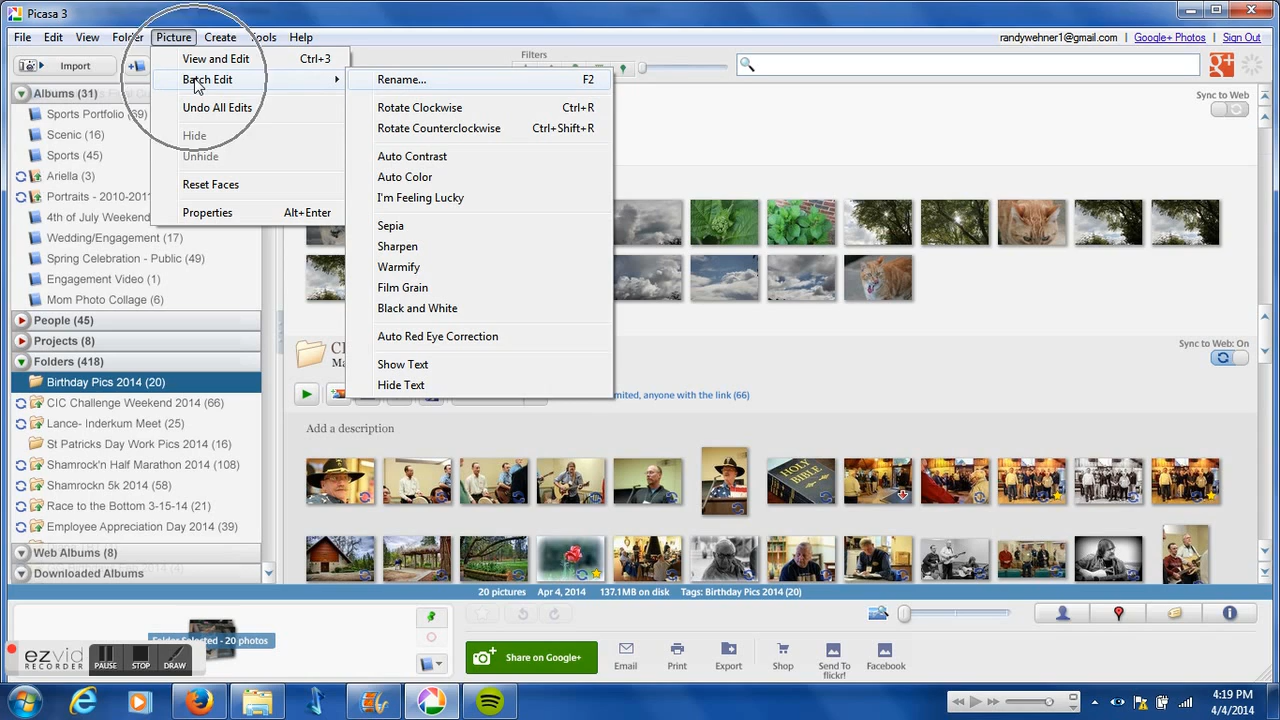 Picasa 3
File Edit View Folder Picture Create Tools Help
randywehner1@gmail.com Google+ Photos Sign Out
Import
Filters
View and Edit Ctrl+3
Batch Edit
Undo All Edits
Hide
Unhide
Reset Faces
Properties Alt+Enter
Rename... F2
Rotate Clockwise Ctrl+R
Rotate Counterclockwise Ctrl+Shift+R
Auto Contrast
Auto Color
I'm Feeling Lucky
Sepia
Sharpen
Warmify
Film Grain
Black and White
Auto Red Eye Correction
Show Text
Hide Text
Albums (31)
Sports Portfolio
Scenic (16)
Sports (45)
Ariella (3)
Portraits - 2010-2011
4th of July Weekend
Wedding/Engagement (17)
Spring Celebration - Public (49)
Engagement Video (1)
Mom Photo Collage (6)
People (45)
Projects (8)
Folders (418)
Birthday Pics 2014 (20)
CIC Challenge Weekend 2014 (66)
Lance- Inderkum Meet (25)
St Patricks Day Work Pics 2014 (16)
Shamrock'n Half Marathon 2014 (108)
Shamrockn 5k 2014 (58)
Race to the Bottom 3-15-14 (21)
Employee Appreciation Day 2014 (39)
Web Albums (8)
Downloaded Albums
Sync to Web
Sync to Web: On
anyone with the link (66)
Add a description
HOLY BIBLE
20 pictures Apr 4, 2014 137.1MB on disk Tags: Birthday Pics 2014 (20)
Folder Selected - 20 photos
Share on Google+
Email
Print
Export
Shop
Send To flickr!
Facebook
ezvid RECORDER
PAUSE STOP DRAW
4:19 PM
4/4/2014